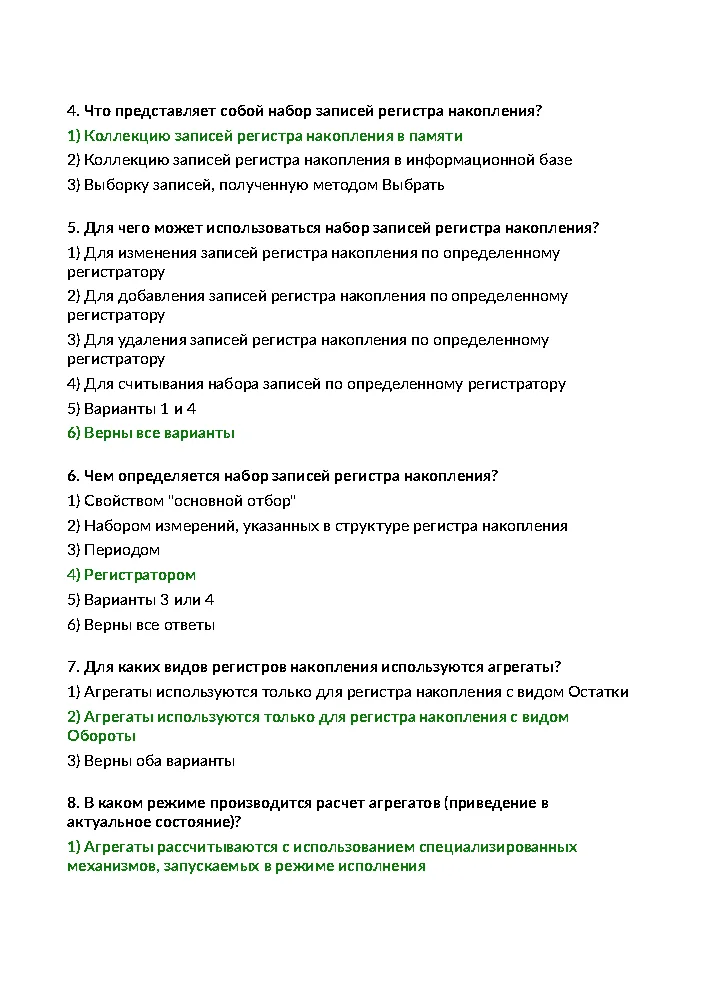 4. Что представляет собой набор записей регистра накопления?
1) Коллекцию записей регистра накопления в памяти
2) Коллекцию записей регистра накопления в информационной базе
3) Выборку записей, полученную методом Выбрать
5. Для чего может использоваться набор записей регистра накопления?
1) Для изменения записей регистра накопления по определенному
регистратору
2) Для добавления записей регистра накопления по определенному
регистратору
3) Для удаления записей регистра накопления по определенному
регистратору
4) Для считывания набора записей по определенному регистратору
5) Варианты 1 и 4
6) Верны все варианты
6. Чем определяется набор записей регистра накопления?
1) Свойством "основной отбор"
2) Набором измерений, указанных в структуре регистра накопления
3) Периодом
4) Регистратором
5) Варианты 3 или 4
6) Верны все ответы
7. Для каких видов регистров накопления используются агрегаты?
1) Агрегаты используются только для регистра накопления с видом Остатки
2) Агрегаты используются только для регистра накопления с видом
Обороты
3) Верны оба варианты
8. В каком режиме производится расчет агрегатов (приведение в
актуальное состояние)?
1) Агрегаты рассчитываются с использованием специализированных
механизмов, запускаемых в режиме исполнения